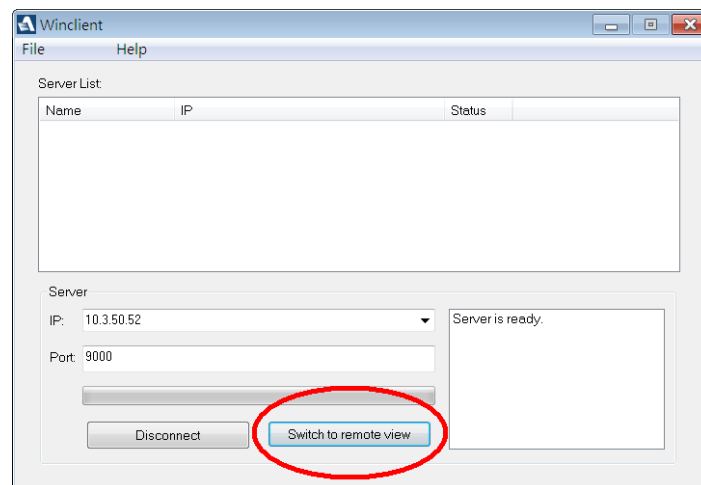 Winclient
File Help
Server List:
Name IP Status
Server
IP: 10.3.50.52
Server is ready.
Port: 9000
Disconnect Switch to remote view